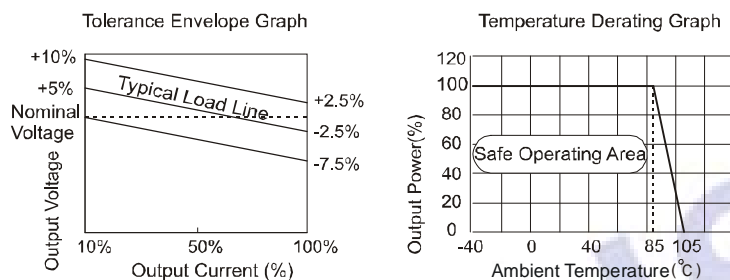 Tolerance Envelope Graph
+10%
+5%
Nominal
Voltage
Typical Load Line
+2.5%
-2.5%
-7.5%
Output Voltage
10%
50%
100%
Output Current (%)
Temperature Derating Graph
120
100
80
60
40
20
0
Output Power(%)
Safe Operating Area
-40
0
40
85
105
Ambient Temperature(°C)